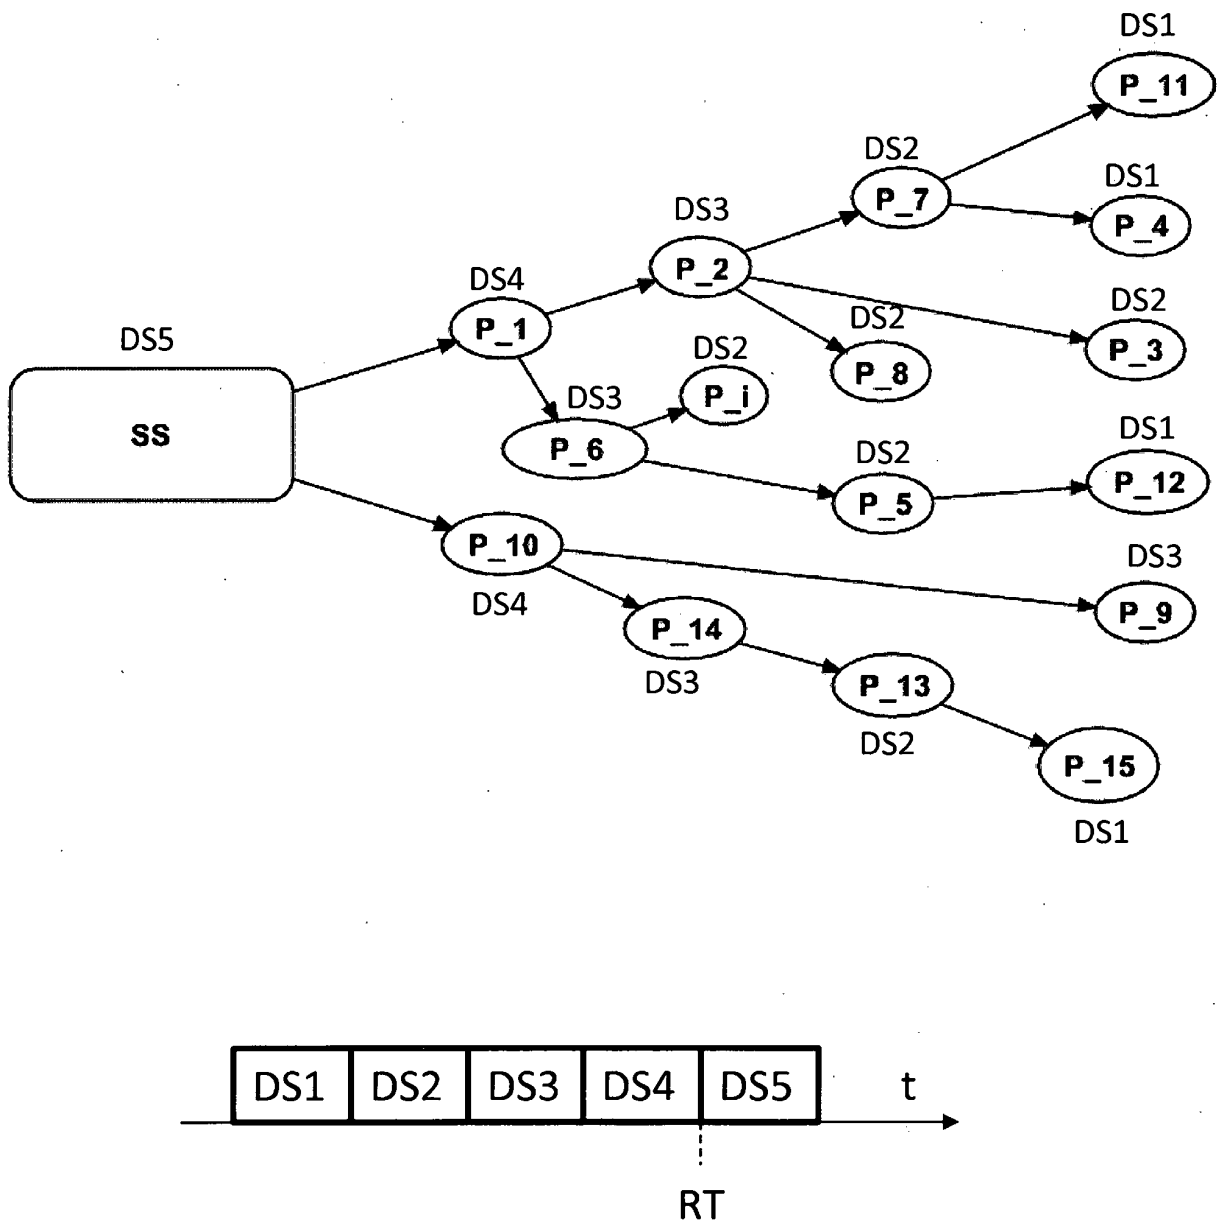 DS1
P_11
DS2
P_7
DS1
P_4
DS3
P_2
DS4
P_1
DS2
P_3
DS2
P_8
DS5
SS
DS2
P_i
DS3
P_6
DS2
P_5
DS1
P_12
P_10
DS4
DS3
P_9
P_14
DS3
P_13
DS2
P_15
DS1
DS1 DS2 DS3 DS4 DS5 t
RT